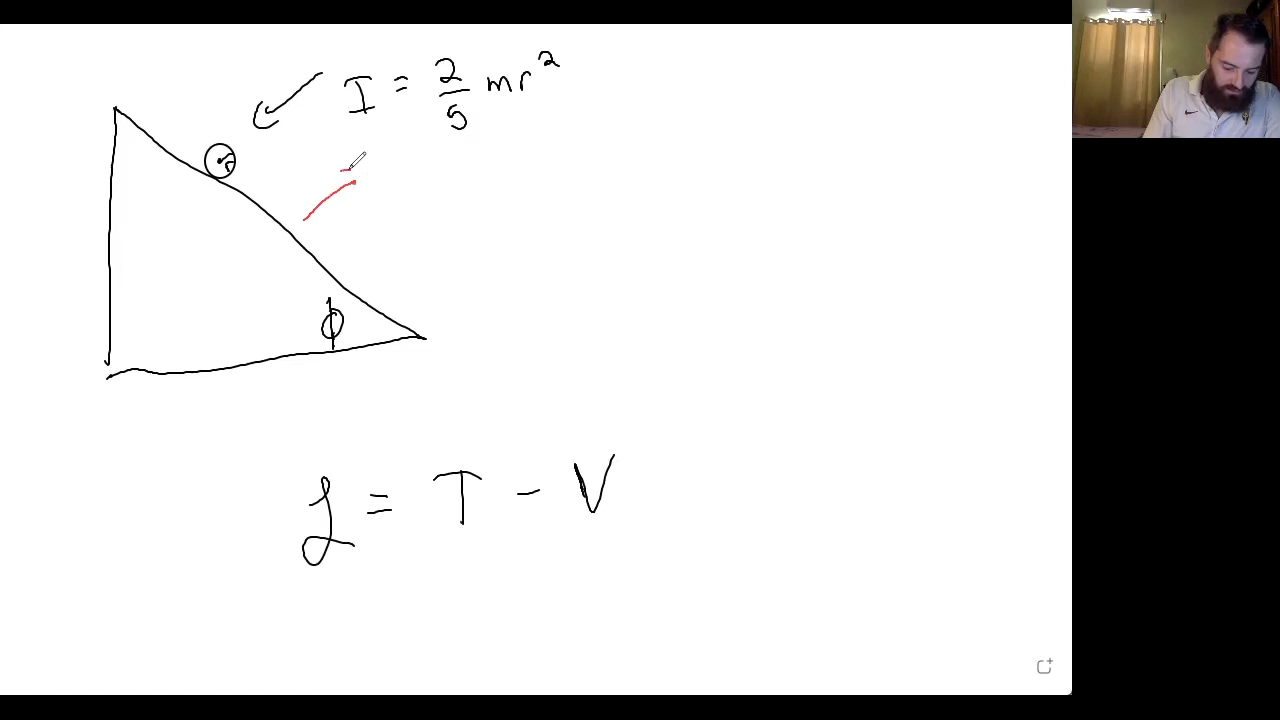 I = 2/5 mr²
r
ϕ
ℒ = T - V